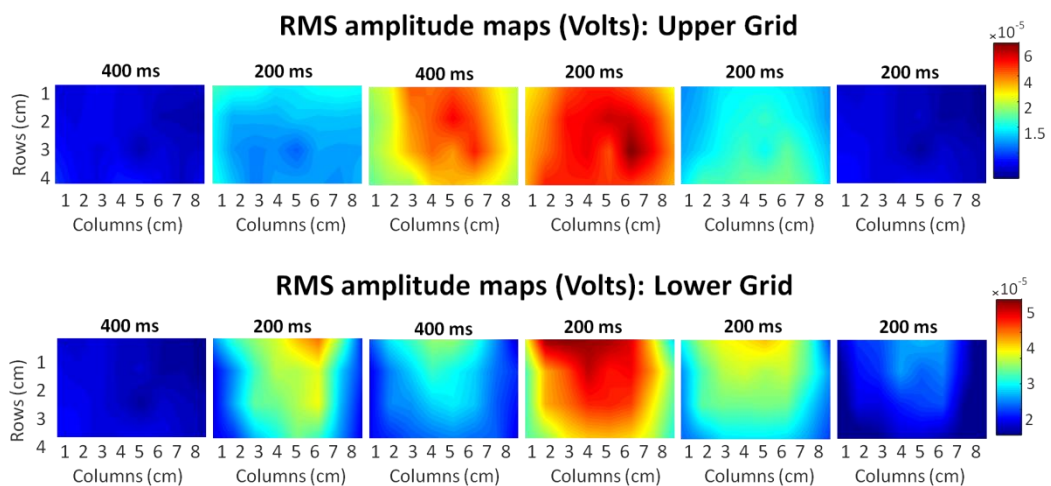 RMS amplitude maps (Volts): Upper Grid
×10⁻⁵
400 ms 200 ms 400 ms 200 ms 200 ms 200 ms
6
4
2
1.5
Rows (cm)
1
2
3
4
1 2 3 4 5 6 7 8 1 2 3 4 5 6 7 8 1 2 3 4 5 6 7 8 1 2 3 4 5 6 7 8 1 2 3 4 5 6 7 8 1 2 3 4 5 6 7 8
Columns (cm) Columns (cm) Columns (cm) Columns (cm) Columns (cm) Columns (cm)
RMS amplitude maps (Volts): Lower Grid
×10⁻⁵
400 ms 200 ms 400 ms 200 ms 200 ms 200 ms
5
4
3
2
Rows (cm)
1
2
3
4
1 2 3 4 5 6 7 8 1 2 3 4 5 6 7 8 1 2 3 4 5 6 7 8 1 2 3 4 5 6 7 8 1 2 3 4 5 6 7 8 1 2 3 4 5 6 7 8
Columns (cm) Columns (cm) Columns (cm) Columns (cm) Columns (cm) Columns (cm)